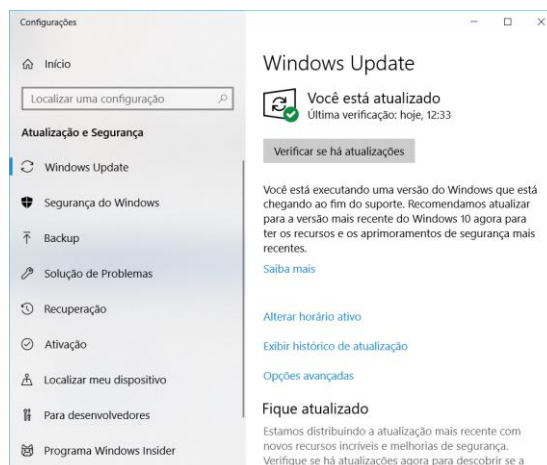 Configurações
Início
Localizar uma configuração
Atualização e Segurança
Windows Update
Segurança do Windows
Backup
Solução de Problemas
Recuperação
Ativação
Localizar meu dispositivo
Para desenvolvedores
Programa Windows Insider
Windows Update
Você está atualizado
Última verificação: hoje, 12:33
Verificar se há atualizações
Você está executando uma versão do Windows que está
chegando ao fim do suporte. Recomendamos atualizar
para a versão mais recente do Windows 10 agora para
ter os recursos e os aprimoramentos de segurança mais
recentes.
Saiba mais
Alterar horário ativo
Exibir histórico de atualização
Opções avançadas
Fique atualizado
Estamos distribuindo a atualização mais recente com
novos recursos incríveis e melhorias de segurança.
Verifique se há atualizações agora para descobrir se a